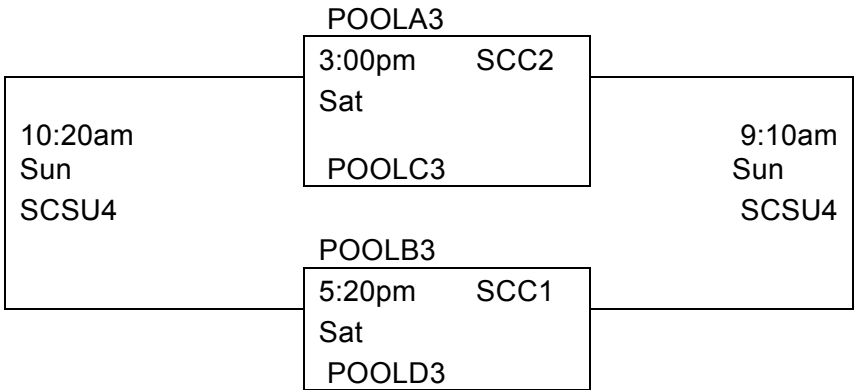 POOLA3
3:00pm SCC2
Sat
10:20am 9:10am
Sun POOLC3 Sun
SCSU4 SCSU4
POOLB3
5:20pm SCC1
Sat
POOLD3